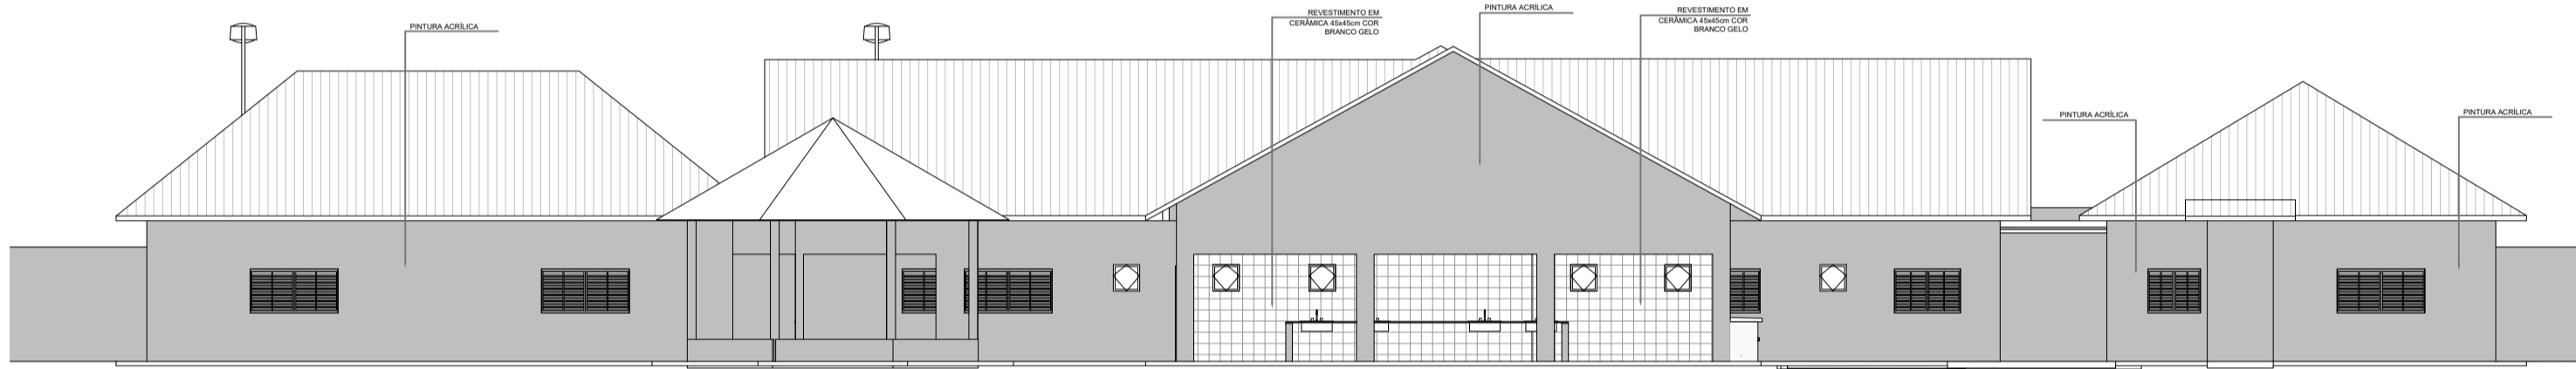 PINTURA ACRÍLICA
REVESTIMENTO EM
CERÂMICA 45x45cm COR
BRANCO GELO
PINTURA ACRÍLICA
REVESTIMENTO EM
CERÂMICA 45x45cm COR
BRANCO GELO
PINTURA ACRÍLICA
PINTURA ACRÍLICA